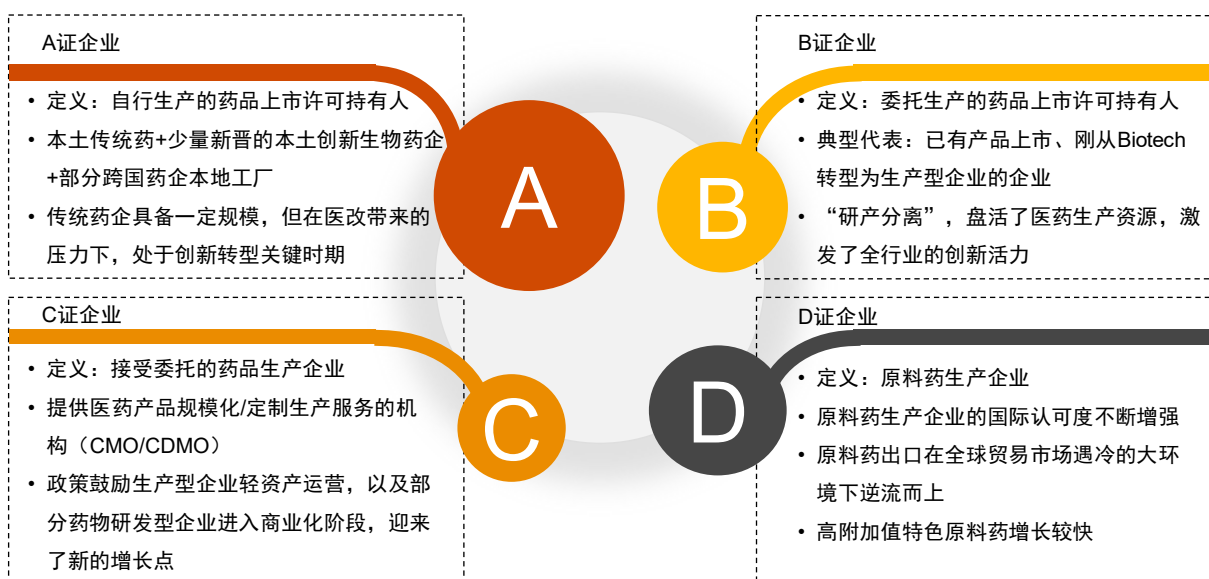 A证企业
• 定义：自行生产的药品上市许可持有人
• 本土传统药+少量新晋的本土创新生物药企
+部分跨国药企本地工厂
• 传统药企具备一定规模，但在医改带来的
压力下，处于创新转型关键时期
A
B证企业
• 定义：委托生产的药品上市许可持有人
• 典型代表：已有产品上市、刚从Biotech
转型为生产型企业的企业
• “研产分离”，盘活了医药生产资源，激
发了全行业的创新活力
B
C证企业
• 定义：接受委托的药品生产企业
• 提供医药产品规模化/定制生产服务的机
构（CMO/CDMO）
• 政策鼓励生产型企业轻资产运营，以及部
分药物研发型企业进入商业化阶段，迎来
了新的增长点
C
D证企业
• 定义：原料药生产企业
• 原料药生产企业的国际认可度不断增强
• 原料药出口在全球贸易市场遇冷的大环
境下逆流而上
• 高附加值特色原料药增长较快
D